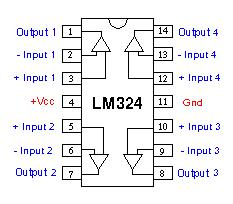 Output 1 1 14 Output 4
- Input 1 2 13 - Input 4
+ Input 1 3 12 + Input 4
+Vcc 4 LM324 11 Gnd
+ Input 2 5 10 + Input 3
- Input 2 6 9 - Input 3
Output 2 7 8 Output 3